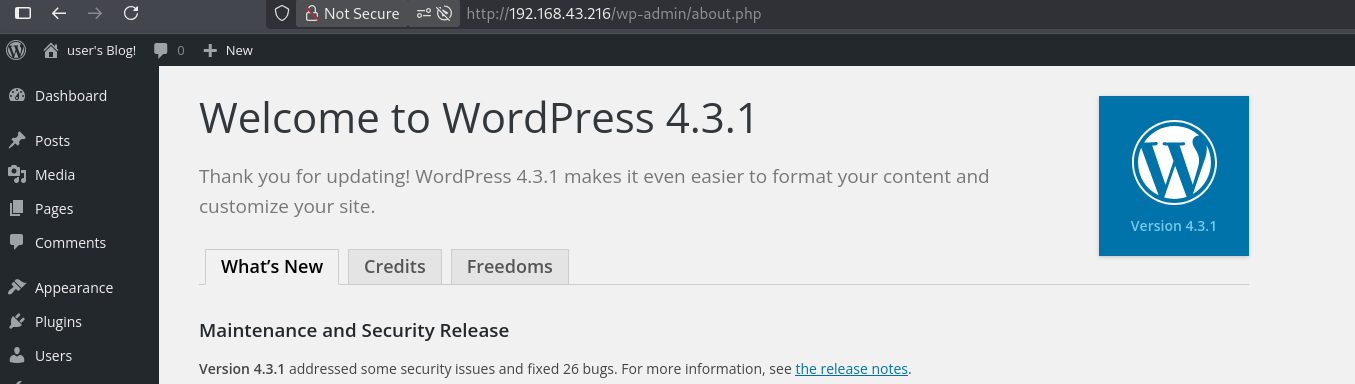 Not Secure http://192.168.43.216/wp-admin/about.php
user's Blog! 0 New
Dashboard
Posts
Media
Pages
Comments
Appearance
Plugins
Users
Welcome to WordPress 4.3.1
Thank you for updating! WordPress 4.3.1 makes it even easier to format your content and
customize your site.
Version 4.3.1
What's New Credits Freedoms
Maintenance and Security Release
Version 4.3.1 addressed some security issues and fixed 26 bugs. For more information, see the release notes.